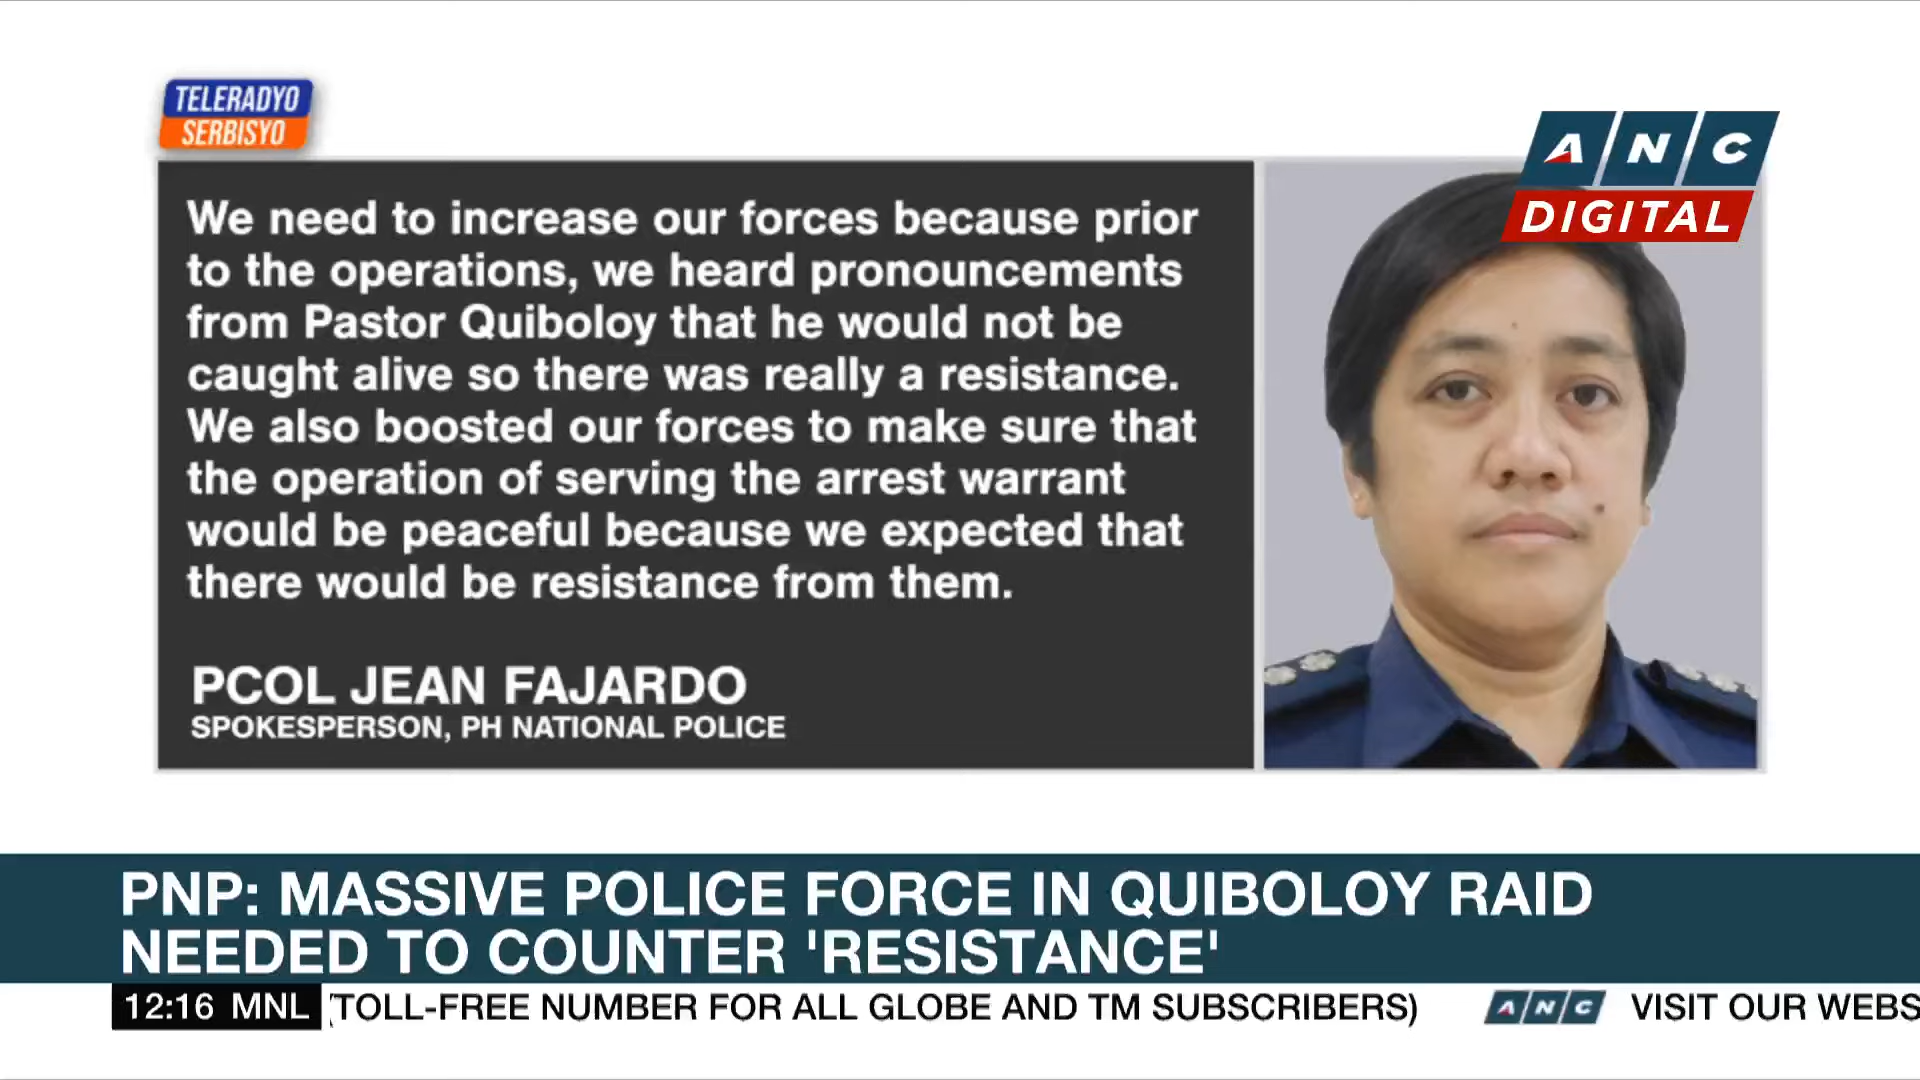 TELERADYO
SERBISYO
ANC
DIGITAL
We need to increase our forces because prior
to the operations, we heard pronouncements
from Pastor Quiboloy that he would not be
caught alive so there was really a resistance.
We also boosted our forces to make sure that
the operation of serving the arrest warrant
would be peaceful because we expected that
there would be resistance from them.
PCOL JEAN FAJARDO
SPOKESPERSON, PH NATIONAL POLICE
PNP: MASSIVE POLICE FORCE IN QUIBOLOY RAID
NEEDED TO COUNTER 'RESISTANCE'
12:16 MNL (TOLL-FREE NUMBER FOR ALL GLOBE AND TM SUBSCRIBERS) ANC VISIT OUR WEBS